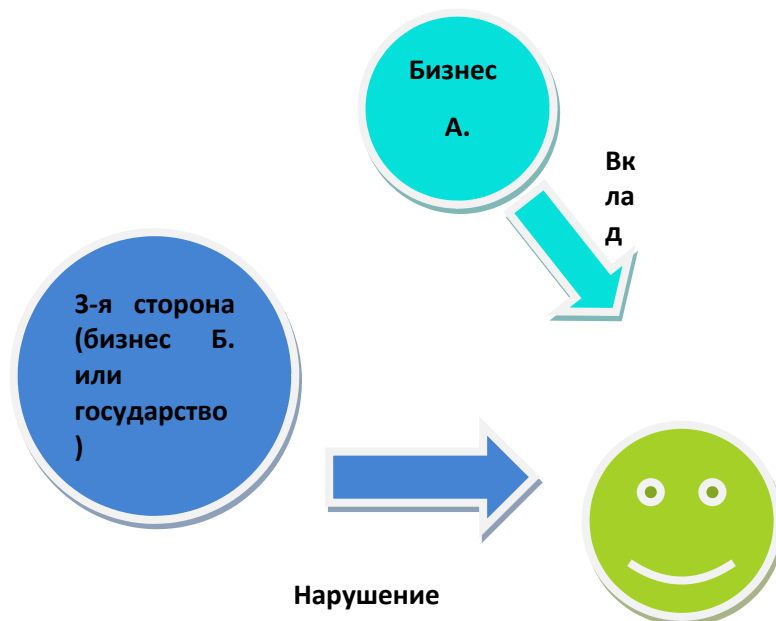 Бизнес
А.
Вк
ла
д
3-я сторона
(бизнес Б.
или
государство
)
Нарушение